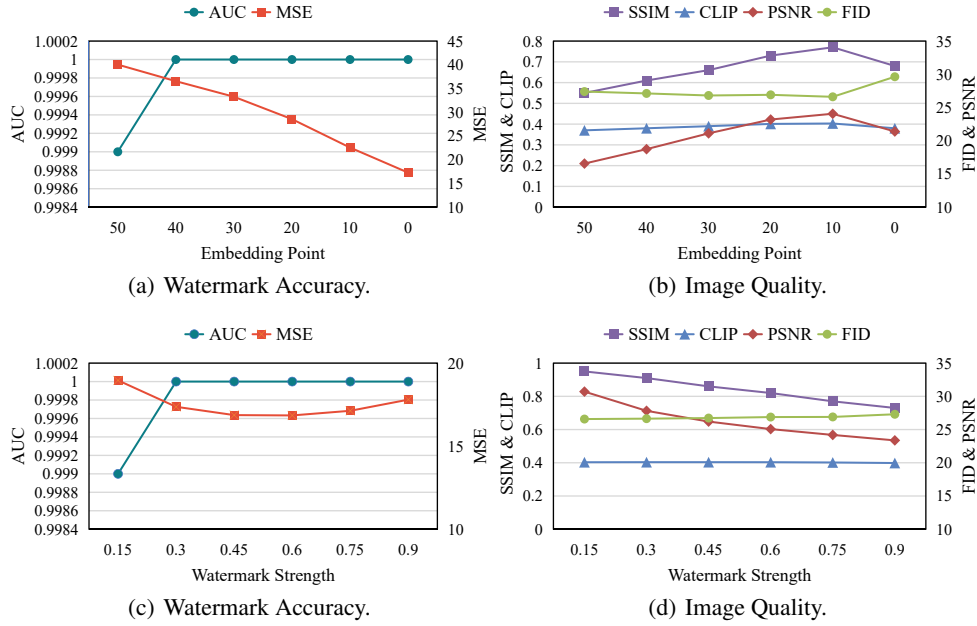 AUC MSE
SSIM CLIP PSNR FID
1.0002
1
0.9998
0.9996
0.9994
0.9992
0.999
0.9988
0.9986
0.9984
AUC
45
40
35
30
25
20
15
10
MSE
50 40 30 20 10 0
Embedding Point
(a) Watermark Accuracy.
0.8
0.7
0.6
0.5
0.4
0.3
0.2
0.1
0
SSIM & CLIP
35
30
25
20
15
10
FID & PSNR
50 40 30 20 10 0
Embedding Point
(b) Image Quality.
AUC MSE
SSIM CLIP PSNR FID
1.0002
1
0.9998
0.9996
0.9994
0.9992
0.999
0.9988
0.9986
0.9984
AUC
20
15
10
MSE
0.15 0.3 0.45 0.6 0.75 0.9
Watermark Strength
(c) Watermark Accuracy.
1
0.8
0.6
0.4
0.2
0
SSIM & CLIP
35
30
25
20
15
10
FID & PSNR
0.15 0.3 0.45 0.6 0.75 0.9
Watermark Strength
(d) Image Quality.